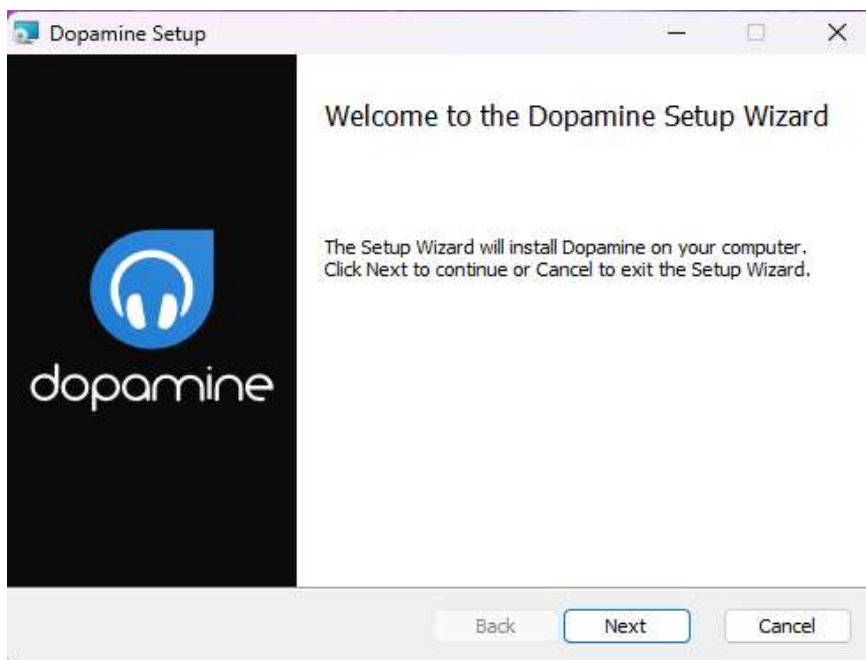 Dopamine Setup
Welcome to the Dopamine Setup Wizard
The Setup Wizard will install Dopamine on your computer.
Click Next to continue or Cancel to exit the Setup Wizard.
dopamine
Back
Next
Cancel